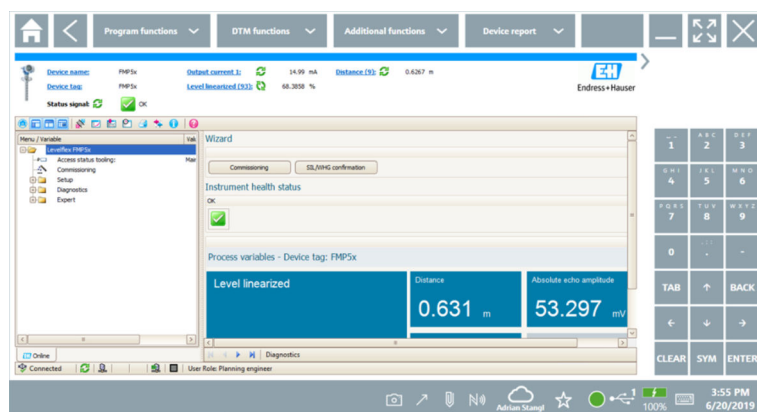 Program functions
DTM functions
Additional functions
Device report
Device name: FMP5x Output current 1: 14.99 mA Distance (9): 0.6267 m
Device tag: FMP5x Level linearized (93): 68.3858 %
Status signal: OK
EH
Endress+Hauser
Menu / Variable Valu
Levelflex FMP5x
Access status tooling: Mair
Commissioning
Setup
Diagnostics
Expert
Wizard
Commissioning SIL/WHG confirmation
Instrument health status
OK
Process variables - Device tag: FMP5x
Level linearized
Distance
0.631 m
Absolute echo amplitude
53.297 mV
Online
Diagnostics
Connected User Role: Planning engineer
1 ABC 2 DEF 3
GHI 4 JKL 5 MNO 6
PQRS 7 TUV 8 WXYZ 9
0 . -
TAB BACK
CLEAR SYM ENTER
Adrian Stangl
1
100%
3:55 PM
6/20/2019